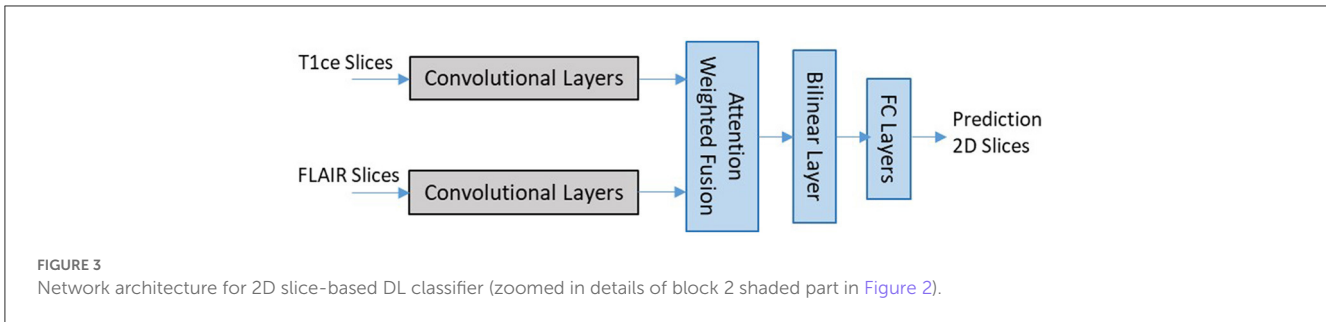 T1ce Slices
Convolutional Layers
FLAIR Slices
Convolutional Layers
Attention
Weighted Fusion
Bilinear Layer
FC Layers
Prediction
2D Slices
FIGURE 3
Network architecture for 2D slice-based DL classifier (zoomed in details of block 2 shaded part in Figure 2).